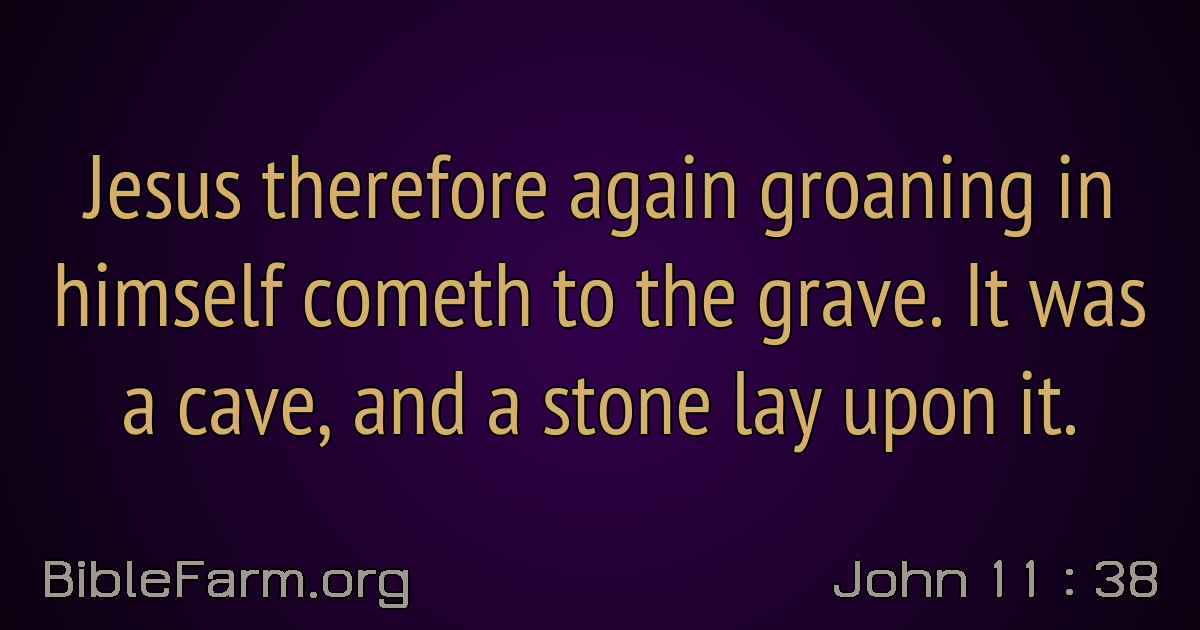 Jesus therefore again groaning in
himself cometh to the grave. It was
a cave, and a stone lay upon it.
BibleFarm.org
John 11 : 38